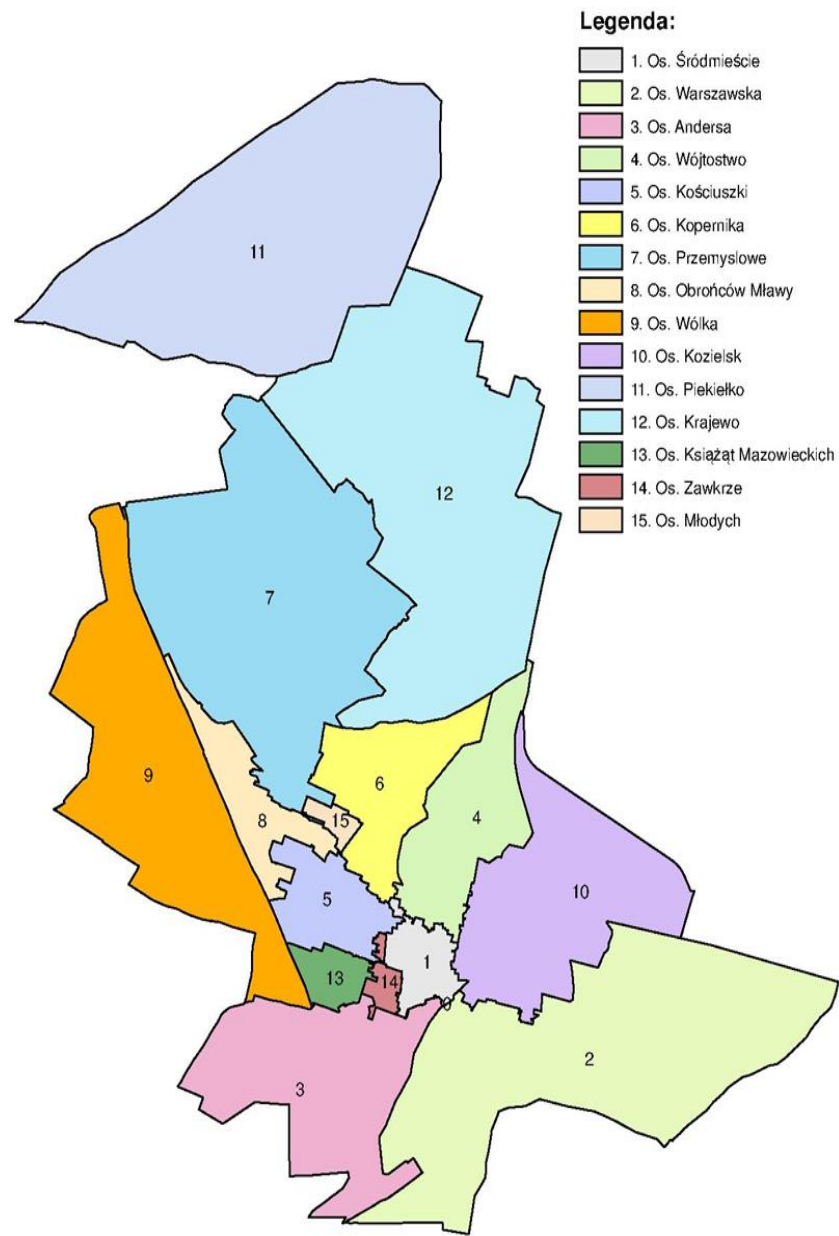 Legenda:
1. Os. Śródmieście
2. Os. Warszawska
3. Os. Andersa
4. Os. Wójtostwo
5. Os. Kościuszki
6. Os. Kopernika
7. Os. Przemyslowe
8. Os. Obrońców Mławy
9. Os. Wólka
10. Os. Kozielsk
11. Os. Piekiełko
12. Os. Krajewo
13. Os. Książąt Mazowieckich
14. Os. Zawkrze
15. Os. Młodych
11
12
7
9
6
8
15
4
5
10
1
13
14
2
3